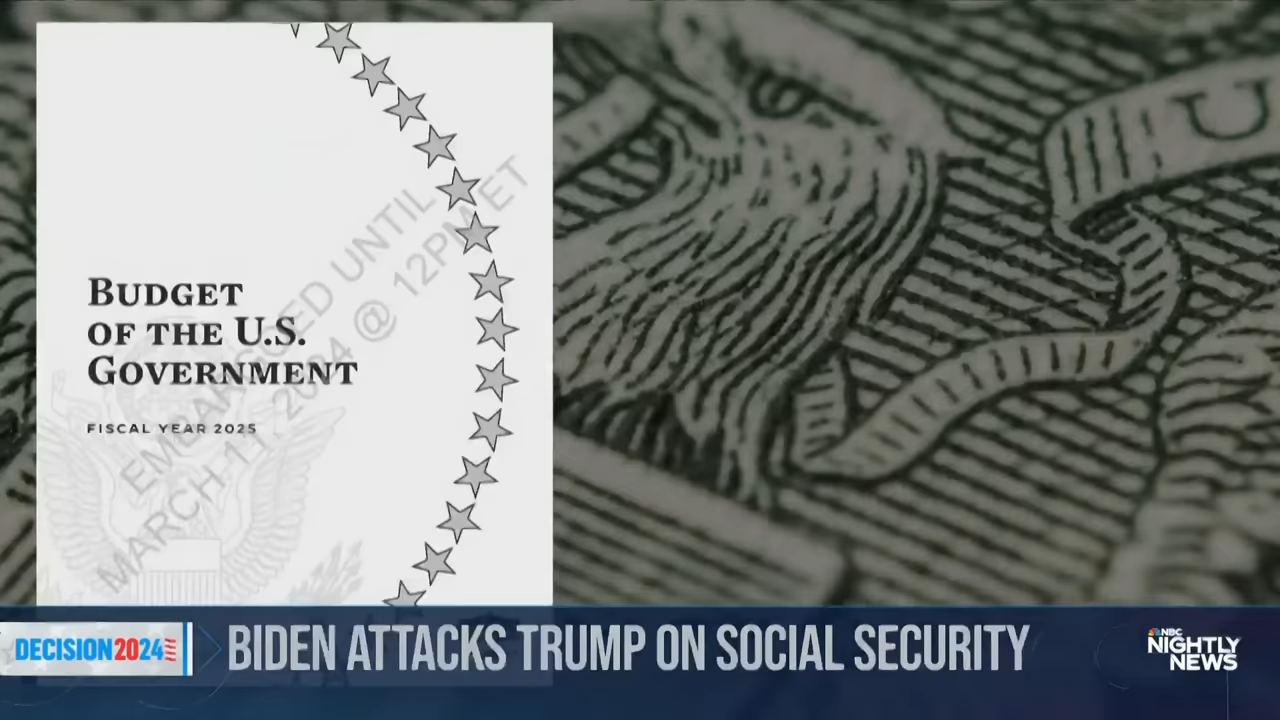 BUDGET
OF THE U.S.
GOVERNMENT
FISCAL YEAR 2025
EMBARGOED UNTIL
MARCH 11, 2024 @ 12PM ET
U
DECISION 2024
BIDEN ATTACKS TRUMP ON SOCIAL SECURITY
NBC
NIGHTLY
NEWS